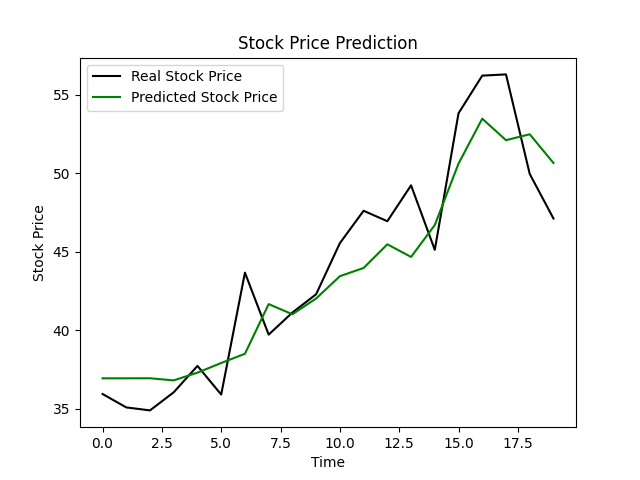 Stock Price Prediction
Real Stock Price
Predicted Stock Price
55
50
45
40
35
Stock Price
0.0 2.5 5.0 7.5 10.0 12.5 15.0 17.5
Time